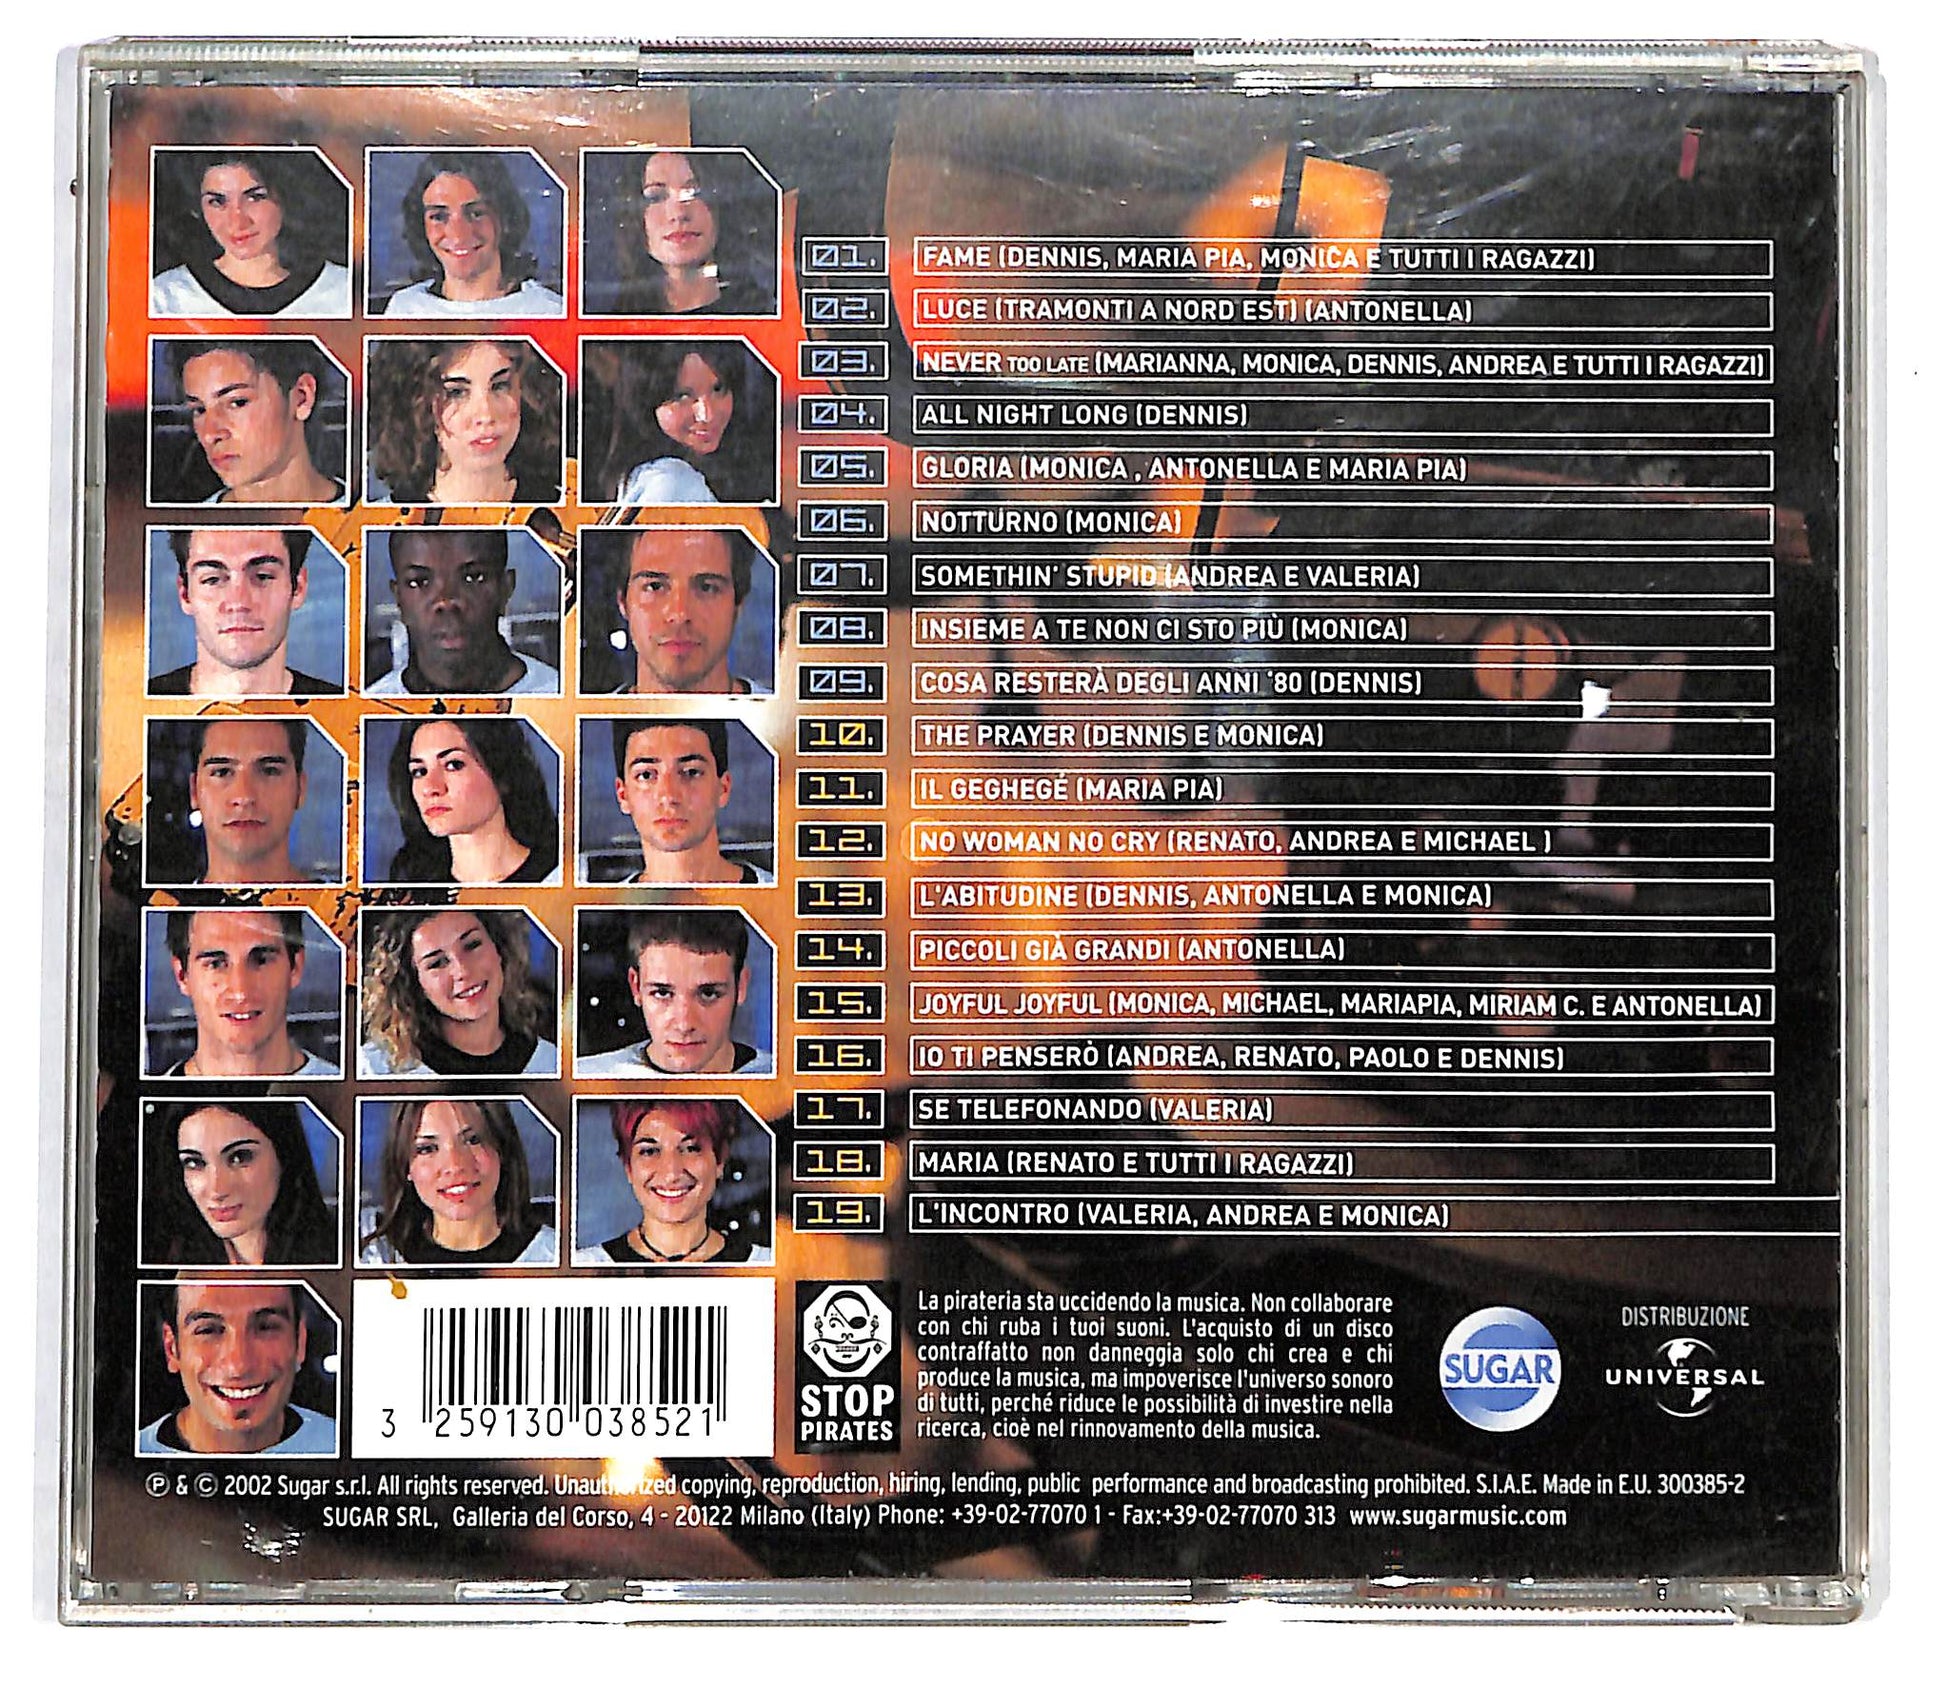 01. FAME (DENNIS, MARIA PIA, MONICA E TUTTI I RAGAZZI)
02. LUCE (TRAMONTI A NORD EST) (ANTONELLA)
03. NEVER TOO LATE (MARIANNA, MONICA, DENNIS, ANDREA E TUTTI I RAGAZZI)
04. ALL NIGHT LONG (DENNIS)
05. GLORIA (MONICA , ANTONELLA E MARIA PIA)
06. NOTTURNO (MONICA)
07. SOMETHIN' STUPID (ANDREA E VALERIA)
08. INSIEME A TE NON CI STO PIÙ (MONICA)
09. COSA RESTERÀ DEGLI ANNI '80 (DENNIS)
10. THE PRAYER (DENNIS E MONICA)
11. IL GEGHEGÉ (MARIA PIA)
12. NO WOMAN NO CRY (RENATO, ANDREA E MICHAEL )
13. L'ABITUDINE (DENNIS, ANTONELLA E MONICA)
14. PICCOLI GIÀ GRANDI (ANTONELLA)
15. JOYFUL JOYFUL (MONICA, MICHAEL, MARIAPIA, MIRIAM C. E ANTONELLA)
16. IO TI PENSERÒ (ANDREA, RENATO, PAOLO E DENNIS)
17. SE TELEFONANDO (VALERIA)
18. MARIA (RENATO E TUTTI I RAGAZZI)
19. L'INCONTRO (VALERIA, ANDREA E MONICA)
3 259130 038521
STOP
PIRATES
La pirateria sta uccidendo la musica. Non collaborare
con chi ruba i tuoi suoni. L'acquisto di un disco
contraffatto non danneggia solo chi crea e chi
produce la musica, ma impoverisce l'universo sonoro
di tutti, perché riduce le possibilità di investire nella
ricerca, cioè nel rinnovamento della musica.
SUGAR
DISTRIBUZIONE
UNIVERSAL
℗ & © 2002 Sugar s.r.l. All rights reserved. Unauthorized copying, reproduction, hiring, lending, public performance and broadcasting prohibited. S.I.A.E. Made in E.U. 300385-2
SUGAR SRL, Galleria del Corso, 4 - 20122 Milano (Italy) Phone: +39-02-77070 1 - Fax:+39-02-77070 313 www.sugarmusic.com